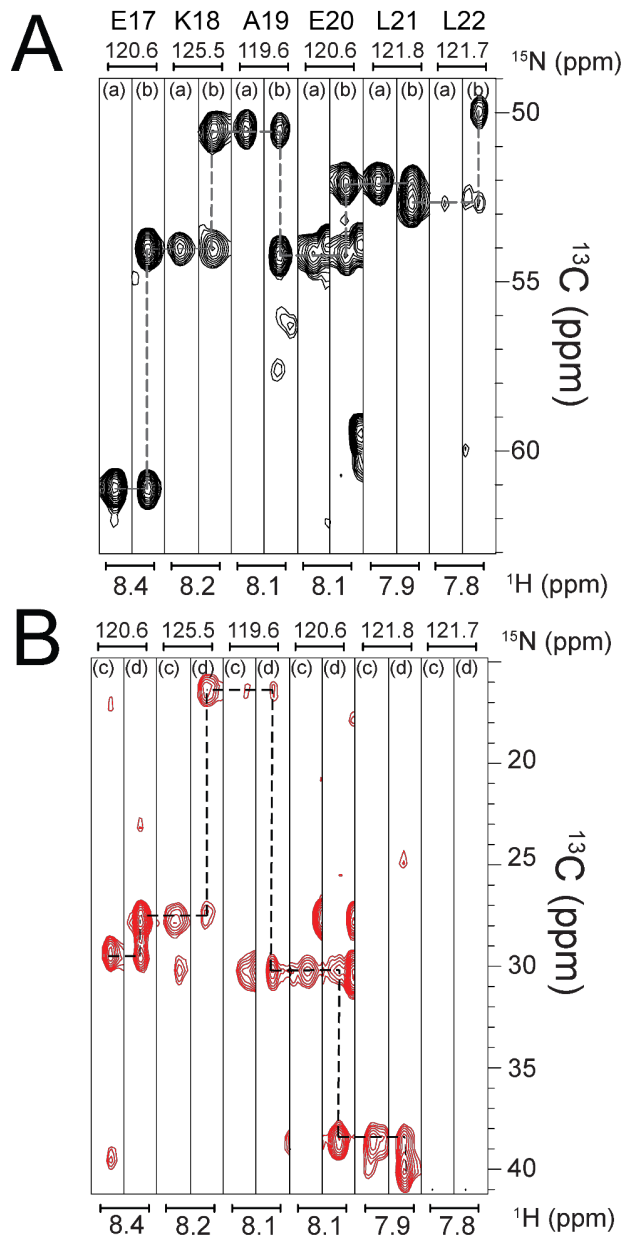 A
E17 K18 A19 E20 L21 L22
120.6 125.5 119.6 120.6 121.8 121.7 ¹⁵N (ppm)
(a) (b) (a) (b) (a) (b) (a) (b) (a) (b) (a) (b)
50
55
60
¹³C (ppm)
8.4 8.2 8.1 8.1 7.9 7.8 ¹H (ppm)
B
120.6 125.5 119.6 120.6 121.8 121.7 ¹⁵N (ppm)
(c) (d) (c) (d) (c) (d) (c) (d) (c) (d) (c) (d)
20
25
30
35
40
¹³C (ppm)
8.4 8.2 8.1 8.1 7.9 7.8 ¹H (ppm)